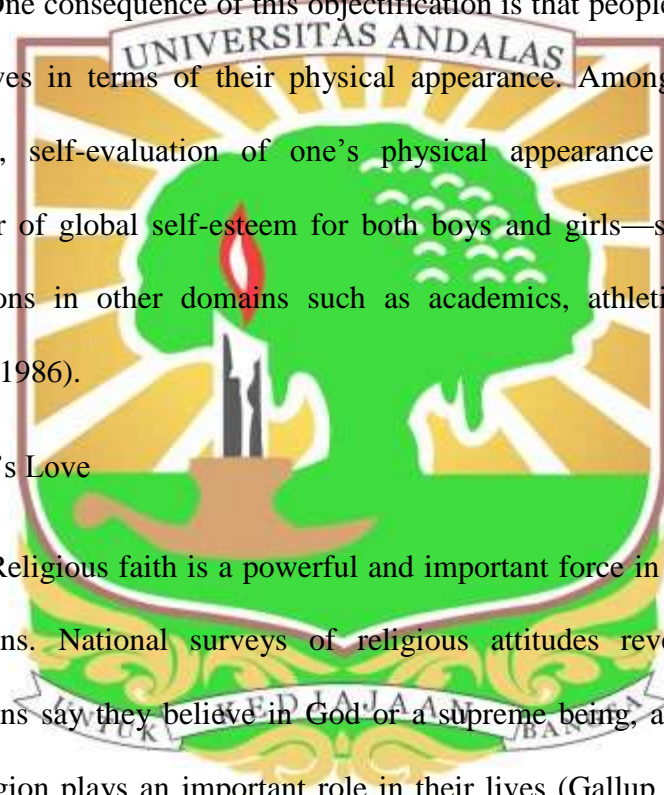 One consequence of this objectification is that people
UNIVERSITAS ANDALAS
ves in terms of their physical appearance. Among
, self-evaluation of one’s physical appearance
r of global self-esteem for both boys and girls—s
ons in other domains such as academics, athleti
1986).
’s Love
Religious faith is a powerful and important force in
ns. National surveys of religious attitudes reve
ns say they believe in God or a supreme being, a
UNTUK KEDJAJAAN BANGSA
gion plays an important role in their lives (Gallup